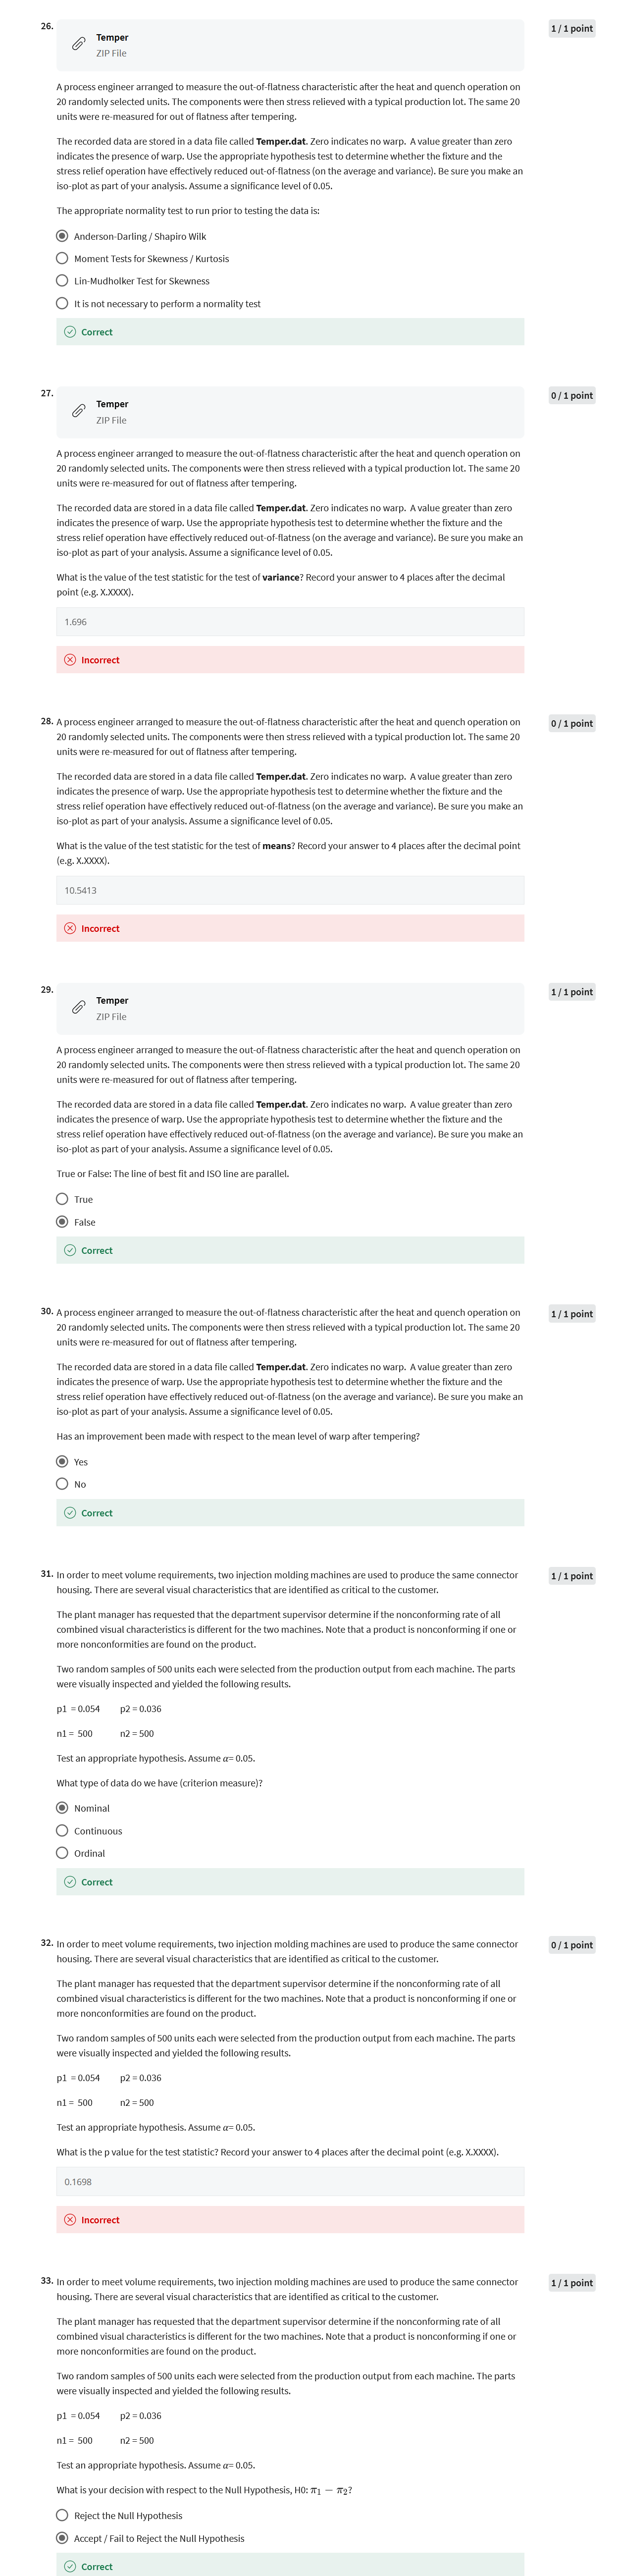 26.
1 / 1 point
Temper
ZIP File
A process engineer arranged to measure the out-of-flatness characteristic after the heat and quench operation on
20 randomly selected units. The components were then stress relieved with a typical production lot. The same 20
units were re-measured for out of flatness after tempering.
The recorded data are stored in a data file called Temper.dat. Zero indicates no warp. A value greater than zero
indicates the presence of warp. Use the appropriate hypothesis test to determine whether the fixture and the
stress relief operation have effectively reduced out-of-flatness (on the average and variance). Be sure you make an
iso-plot as part of your analysis. Assume a significance level of 0.05.
The appropriate normality test to run prior to testing the data is:
Anderson-Darling / Shapiro Wilk
Moment Tests for Skewness / Kurtosis
Lin-Mudholker Test for Skewness
It is not necessary to perform a normality test
Correct
27.
0 / 1 point
Temper
ZIP File
A process engineer arranged to measure the out-of-flatness characteristic after the heat and quench operation on
20 randomly selected units. The components were then stress relieved with a typical production lot. The same 20
units were re-measured for out of flatness after tempering.
The recorded data are stored in a data file called Temper.dat. Zero indicates no warp. A value greater than zero
indicates the presence of warp. Use the appropriate hypothesis test to determine whether the fixture and the
stress relief operation have effectively reduced out-of-flatness (on the average and variance). Be sure you make an
iso-plot as part of your analysis. Assume a significance level of 0.05.
What is the value of the test statistic for the test of variance? Record your answer to 4 places after the decimal
point (e.g. X.XXXX).
1.696
Incorrect
28.
0 / 1 point
A process engineer arranged to measure the out-of-flatness characteristic after the heat and quench operation on
20 randomly selected units. The components were then stress relieved with a typical production lot. The same 20
units were re-measured for out of flatness after tempering.
The recorded data are stored in a data file called Temper.dat. Zero indicates no warp. A value greater than zero
indicates the presence of warp. Use the appropriate hypothesis test to determine whether the fixture and the
stress relief operation have effectively reduced out-of-flatness (on the average and variance). Be sure you make an
iso-plot as part of your analysis. Assume a significance level of 0.05.
What is the value of the test statistic for the test of means? Record your answer to 4 places after the decimal point
(e.g. X.XXXX).
10.5413
Incorrect
29.
1 / 1 point
Temper
ZIP File
A process engineer arranged to measure the out-of-flatness characteristic after the heat and quench operation on
20 randomly selected units. The components were then stress relieved with a typical production lot. The same 20
units were re-measured for out of flatness after tempering.
The recorded data are stored in a data file called Temper.dat. Zero indicates no warp. A value greater than zero
indicates the presence of warp. Use the appropriate hypothesis test to determine whether the fixture and the
stress relief operation have effectively reduced out-of-flatness (on the average and variance). Be sure you make an
iso-plot as part of your analysis. Assume a significance level of 0.05.
True or False: The line of best fit and ISO line are parallel.
True
False
Correct
30.
1 / 1 point
A process engineer arranged to measure the out-of-flatness characteristic after the heat and quench operation on
20 randomly selected units. The components were then stress relieved with a typical production lot. The same 20
units were re-measured for out of flatness after tempering.
The recorded data are stored in a data file called Temper.dat. Zero indicates no warp. A value greater than zero
indicates the presence of warp. Use the appropriate hypothesis test to determine whether the fixture and the
stress relief operation have effectively reduced out-of-flatness (on the average and variance). Be sure you make an
iso-plot as part of your analysis. Assume a significance level of 0.05.
Has an improvement been made with respect to the mean level of warp after tempering?
Yes
No
Correct
31.
1 / 1 point
In order to meet volume requirements, two injection molding machines are used to produce the same connector
housing. There are several visual characteristics that are identified as critical to the customer.
The plant manager has requested that the department supervisor determine if the nonconforming rate of all
combined visual characteristics is different for the two machines. Note that a product is nonconforming if one or
more nonconformities are found on the product.
Two random samples of 500 units each were selected from the production output from each machine. The parts
were visually inspected and yielded the following results.
p1 = 0.054 p2 = 0.036
n1 = 500 n2 = 500
Test an appropriate hypothesis. Assume α= 0.05.
What type of data do we have (criterion measure)?
Nominal
Continuous
Ordinal
Correct
32.
0 / 1 point
In order to meet volume requirements, two injection molding machines are used to produce the same connector
housing. There are several visual characteristics that are identified as critical to the customer.
The plant manager has requested that the department supervisor determine if the nonconforming rate of all
combined visual characteristics is different for the two machines. Note that a product is nonconforming if one or
more nonconformities are found on the product.
Two random samples of 500 units each were selected from the production output from each machine. The parts
were visually inspected and yielded the following results.
p1 = 0.054 p2 = 0.036
n1 = 500 n2 = 500
Test an appropriate hypothesis. Assume α= 0.05.
What is the p value for the test statistic? Record your answer to 4 places after the decimal point (e.g. X.XXXX).
0.1698
Incorrect
33.
1 / 1 point
In order to meet volume requirements, two injection molding machines are used to produce the same connector
housing. There are several visual characteristics that are identified as critical to the customer.
The plant manager has requested that the department supervisor determine if the nonconforming rate of all
combined visual characteristics is different for the two machines. Note that a product is nonconforming if one or
more nonconformities are found on the product.
Two random samples of 500 units each were selected from the production output from each machine. The parts
were visually inspected and yielded the following results.
p1 = 0.054 p2 = 0.036
n1 = 500 n2 = 500
Test an appropriate hypothesis. Assume α= 0.05.
What is your decision with respect to the Null Hypothesis, H0: π₁ − π₂?
Reject the Null Hypothesis
Accept / Fail to Reject the Null Hypothesis
Correct